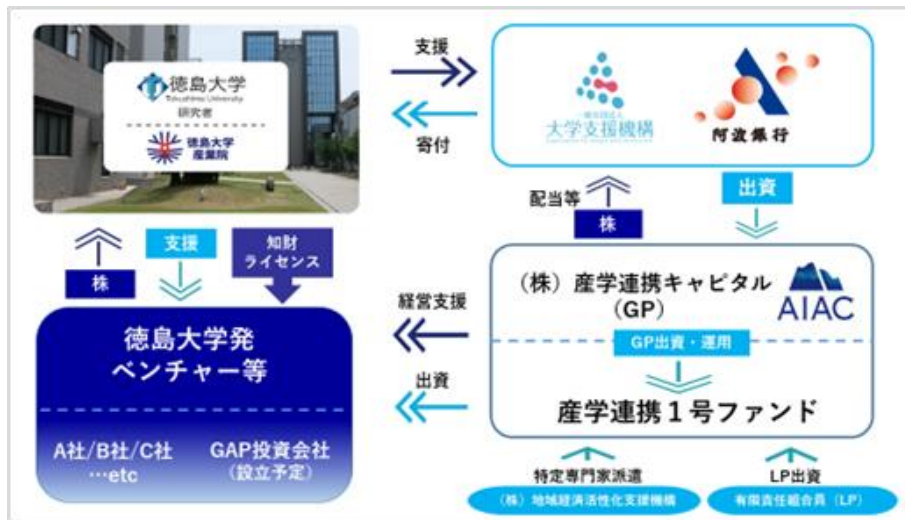 徳島大学
Tokushima University
研究者
徳島大学
産業院
支援
寄付
一般社団法人
大学支援機構
阿波銀行
配当等
株
出資
株
支援
知財
ライセンス
(株)産学連携キャピタル
(GP)
AIAC
GP出資・運用
産学連携1号ファンド
経営支援
出資
徳島大学発
ベンチャー等
A社/B社/C社
…etc
GAP投資会社
(設立予定)
特定専門家派遣
(株)地域経済活性化支援機構
LP出資
有限責任組合員(LP)